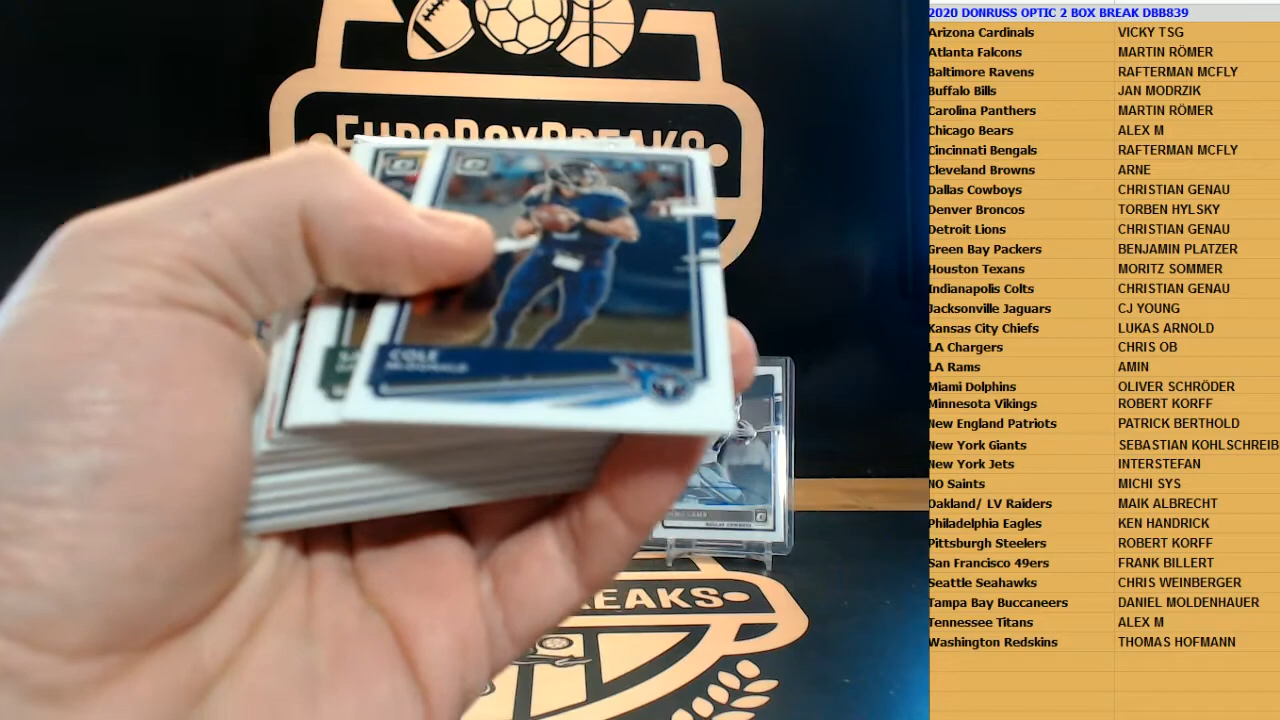 2020 DONRUSS OPTIC 2 BOX BREAK DBB839
Arizona Cardinals VICKY TSG
Atlanta Falcons MARTIN RÖMER
Baltimore Ravens RAFTERMAN MCFLY
Buffalo Bills JAN MODRZIK
Carolina Panthers MARTIN RÖMER
Chicago Bears ALEX M
Cincinnati Bengals RAFTERMAN MCFLY
Cleveland Browns ARNE
Dallas Cowboys CHRISTIAN GENAU
Denver Broncos TORBEN HYLSKY
Detroit Lions CHRISTIAN GENAU
Green Bay Packers BENJAMIN PLATZER
Houston Texans MORITZ SOMMER
Indianapolis Colts CHRISTIAN GENAU
Jacksonville Jaguars CJ YOUNG
Kansas City Chiefs LUKAS ARNOLD
LA Chargers CHRIS OB
LA Rams AMIN
Miami Dolphins OLIVER SCHRÖDER
Minnesota Vikings ROBERT KORFF
New England Patriots PATRICK BERTHOLD
New York Giants SEBASTIAN KOHLSCHREIB
New York Jets INTERSTEFAN
NO Saints MICHI SYS
Oakland/ LV Raiders MAIK ALBRECHT
Philadelphia Eagles KEN HANDRICK
Pittsburgh Steelers ROBERT KORFF
San Francisco 49ers FRANK BILLERT
Seattle Seahawks CHRIS WEINBERGER
Tampa Bay Buccaneers DANIEL MOLDENHAUER
Tennessee Titans ALEX M
Washington Redskins THOMAS HOFMANN
EUROBOXBREAKS
COLE
MCDONALD
DALLAS COWBOYS
REAKS